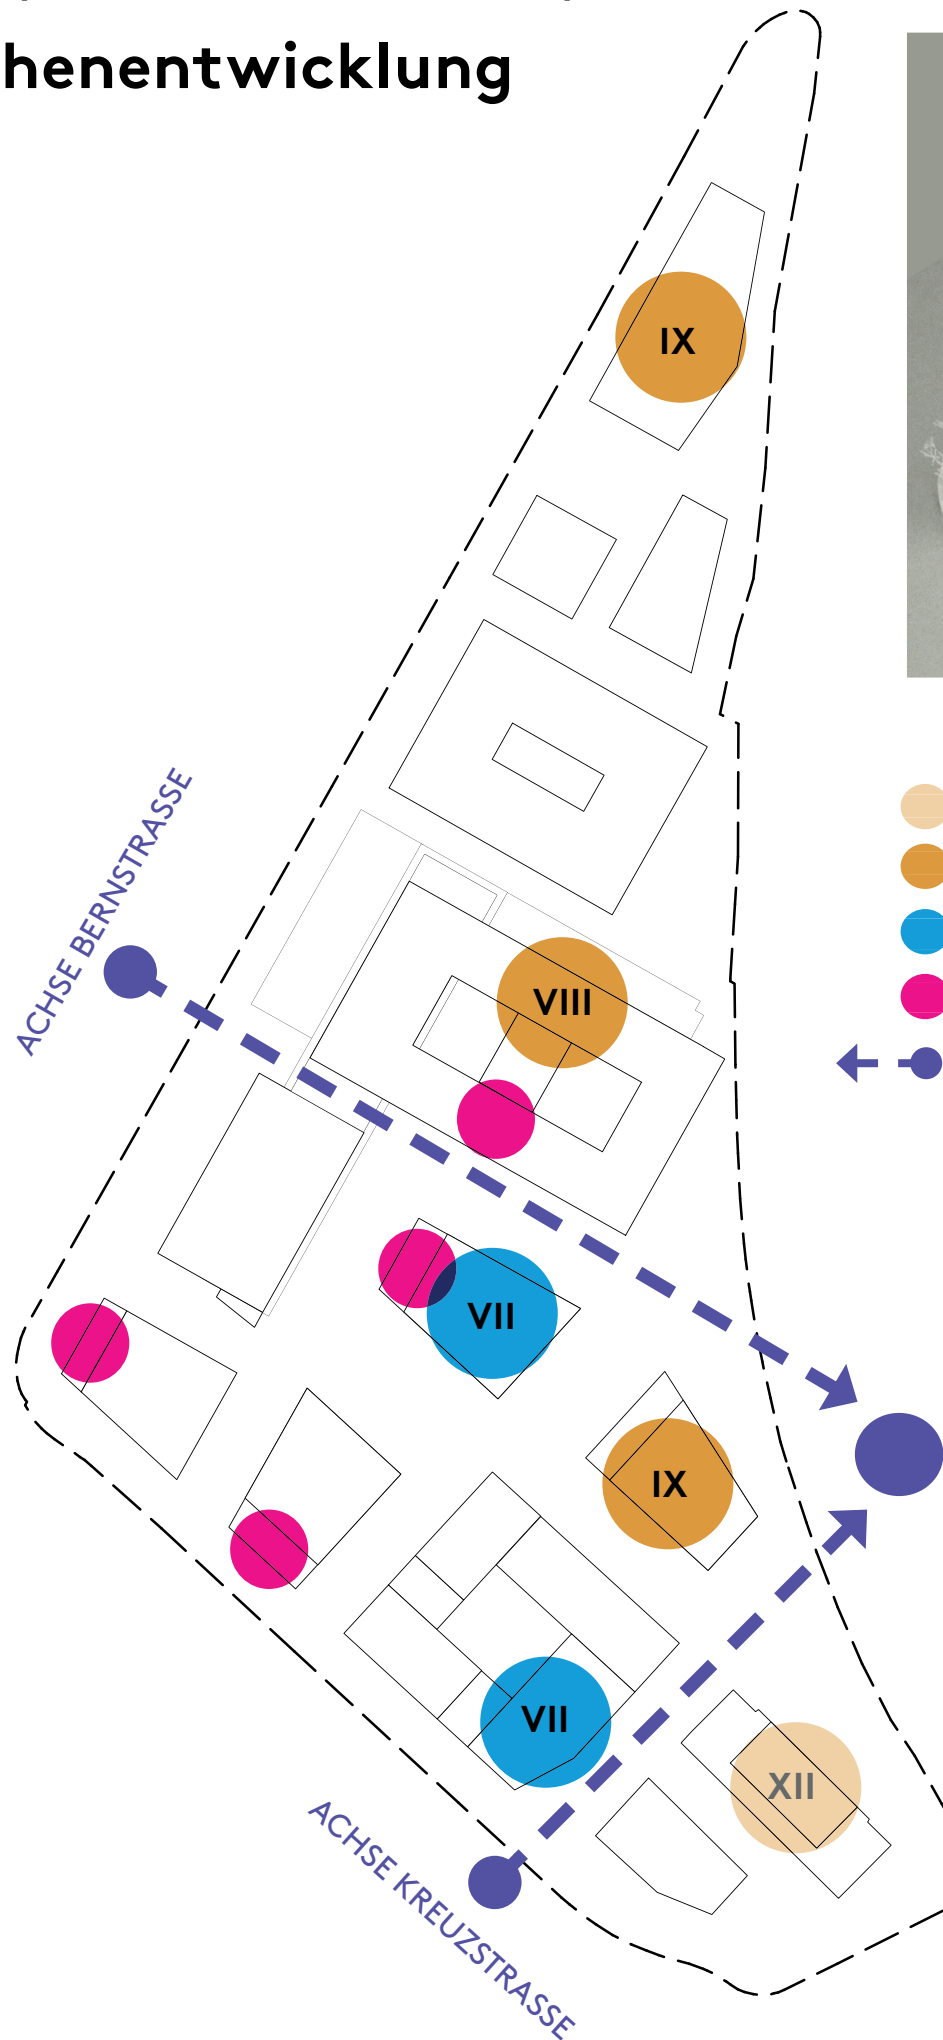 henentwicklung
IX
ACHSE BERNSTRASSE
VIII
VII
IX
VII
XII
ACHSE KREUZSTRASSE